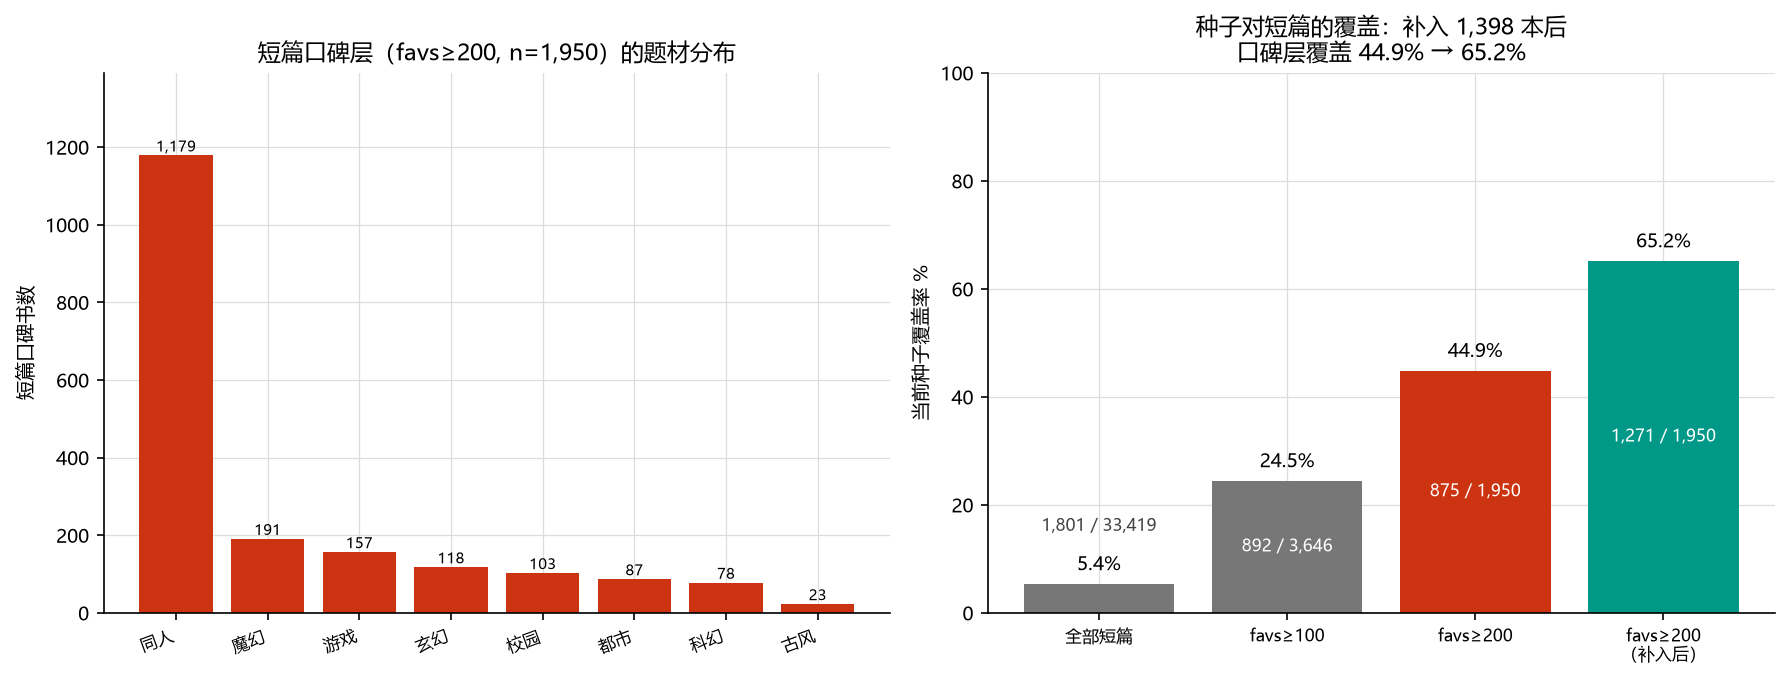 短篇口碑层（favs≥200, n=1,950）的题材分布
短篇口碑书数
1200
1000
800
600
400
200
0
1,179
191
157
118
103
87
78
23
同人
魔幻
游戏
玄幻
校园
都市
科幻
古风
种子对短篇的覆盖：补入 1,398 本后
口碑层覆盖 44.9% → 65.2%
当前种子覆盖率 %
100
80
60
40
20
0
1,801 / 33,419
5.4%
24.5%
892 / 3,646
44.9%
875 / 1,950
65.2%
1,271 / 1,950
全部短篇
favs≥100
favs≥200
favs≥200
（补入后）